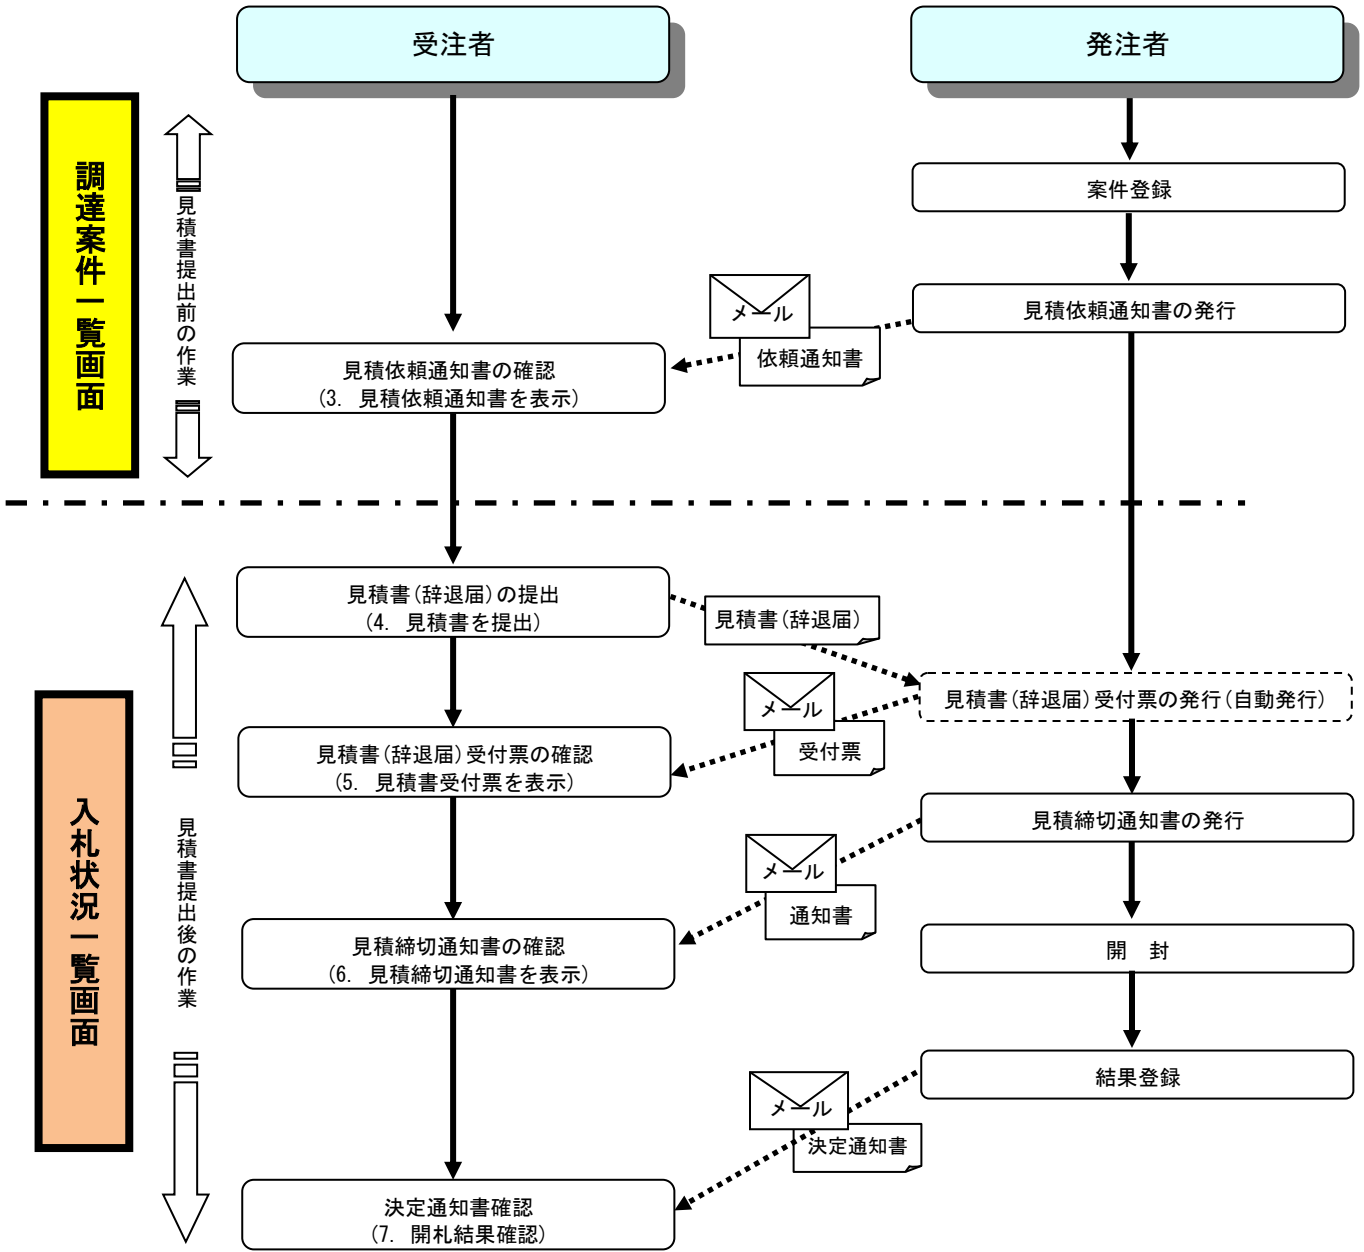 受注者
発注者
調達案件一覧画面
見積書提出前の作業
案件登録
見積依頼通知書の発行
メール
依頼通知書
見積依頼通知書の確認
(3. 見積依頼通知書を表示)
見積書(辞退届)の提出
(4. 見積書を提出)
見積書(辞退届)
見積書(辞退届)受付票の発行(自動発行)
メール
受付票
見積書(辞退届)受付票の確認
(5. 見積書受付票を表示)
入札状況一覧画面
見積書提出後の作業
見積締切通知書の発行
メール
通知書
見積締切通知書の確認
(6. 見積締切通知書を表示)
開　封
結果登録
メール
決定通知書
決定通知書確認
(7. 開札結果確認)